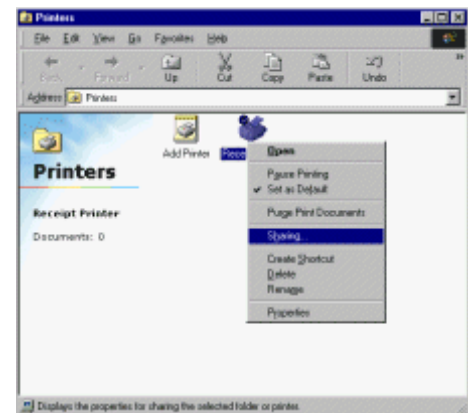 Printers
File Edit View Go Favorites Help
Back Forward Up Cut Copy Paste Undo
Address Printers
Add Printer
Printers
Receipt Printer
Documents: 0
Open
Pause Printing
Set as Default
Purge Print Documents
Sharing...
Create Shortcut
Delete
Rename
Properties
Displays the properties for sharing the selected folder or printer.